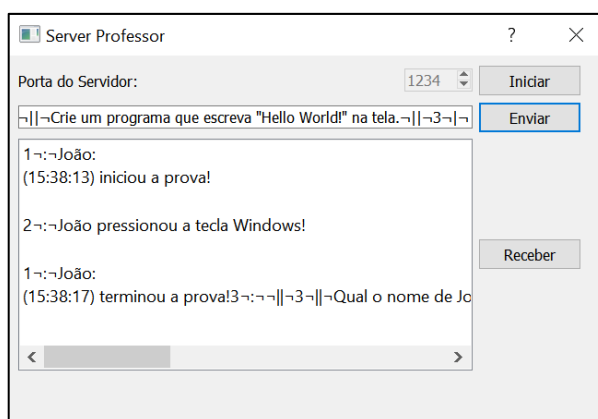 Server Professor ? ×
Porta do Servidor: 1234 Iniciar
¬||¬Crie um programa que escreva "Hello World!" na tela.¬||¬3¬|¬ Enviar
1¬:¬João:
(15:38:13) iniciou a prova!
2¬:¬João pressionou a tecla Windows!
1¬:¬João:
Receber
(15:38:17) terminou a prova!3¬:¬¬||¬3¬||¬Qual o nome de Jo